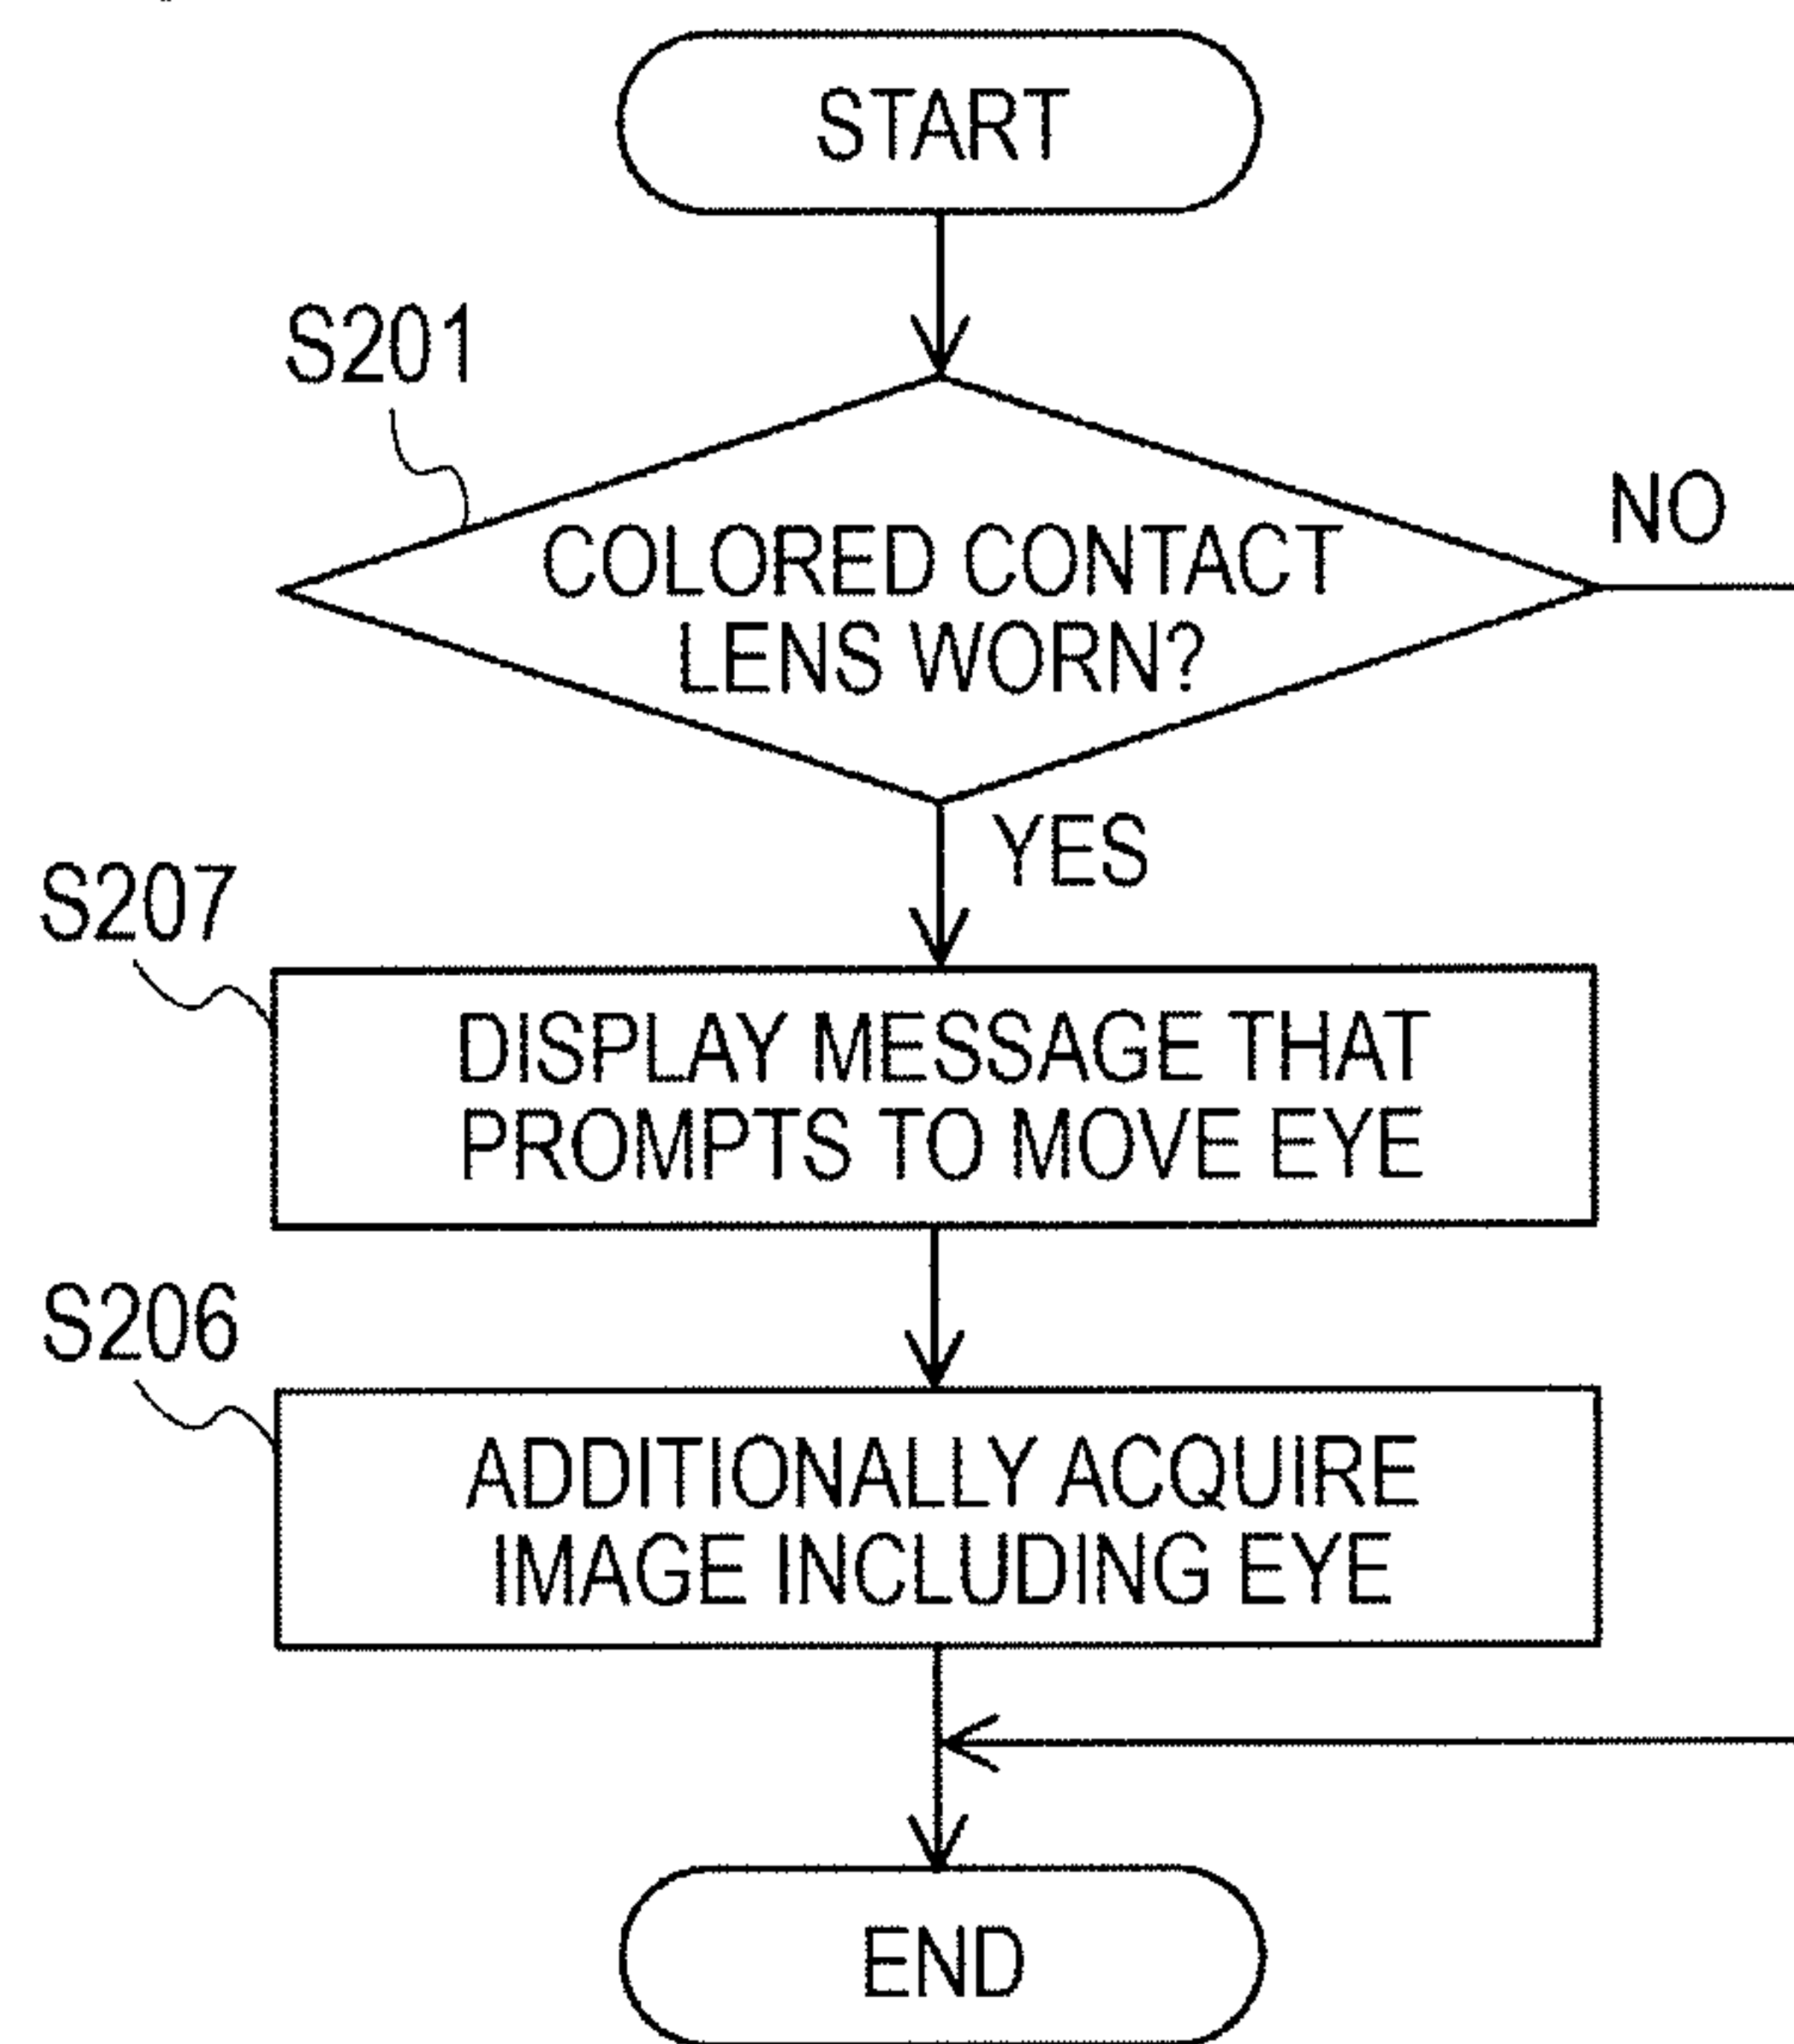 START
S201
COLORED CONTACT
LENS WORN?
NO
YES
S207
DISPLAY MESSAGE THAT
PROMPTS TO MOVE EYE
S206
ADDITIONALLY ACQUIRE
IMAGE INCLUDING EYE
END